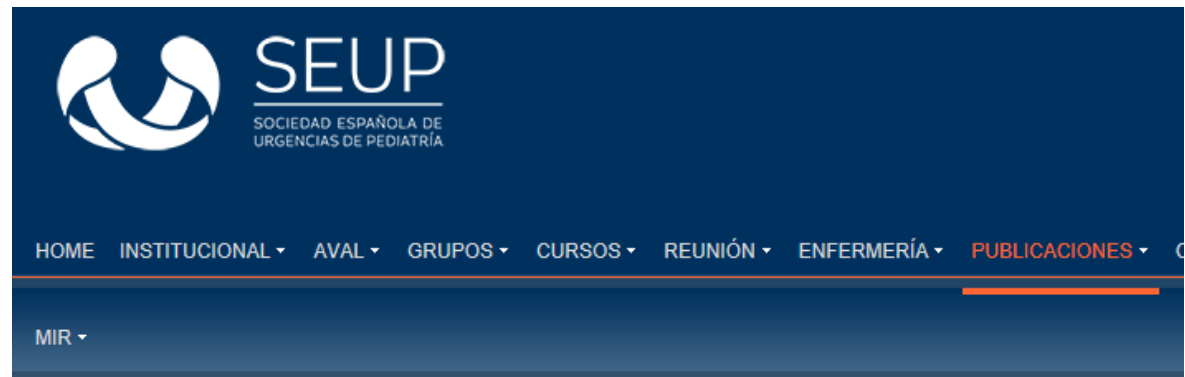 SEUP
SOCIEDAD ESPAÑOLA DE
URGENCIAS DE PEDIATRÍA
HOME INSTITUCIONAL AVAL GRUPOS CURSOS REUNIÓN ENFERMERÍA PUBLICACIONES
MIR